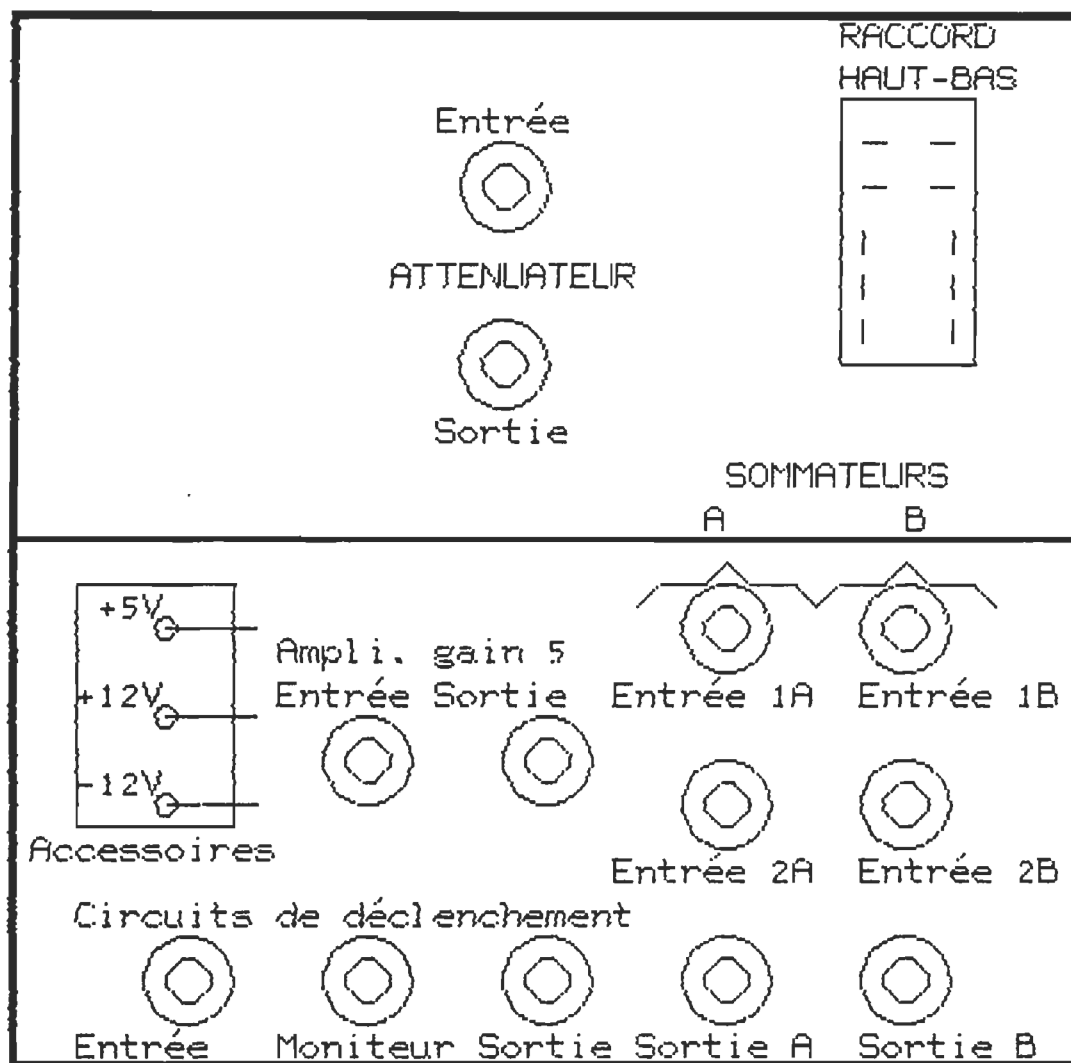 RACCORD
HAUT-BAS
Entrée
ATTENUATEUR
Sortie
SOMMATEURS
A B
+5V
Ampli. gain 5
+12V Entrée Sortie Entrée 1A Entrée 1B
-12V
Accessoires
Entrée 2A Entrée 2B
Circuits de déclenchement
Entrée Moniteur Sortie Sortie A Sortie B